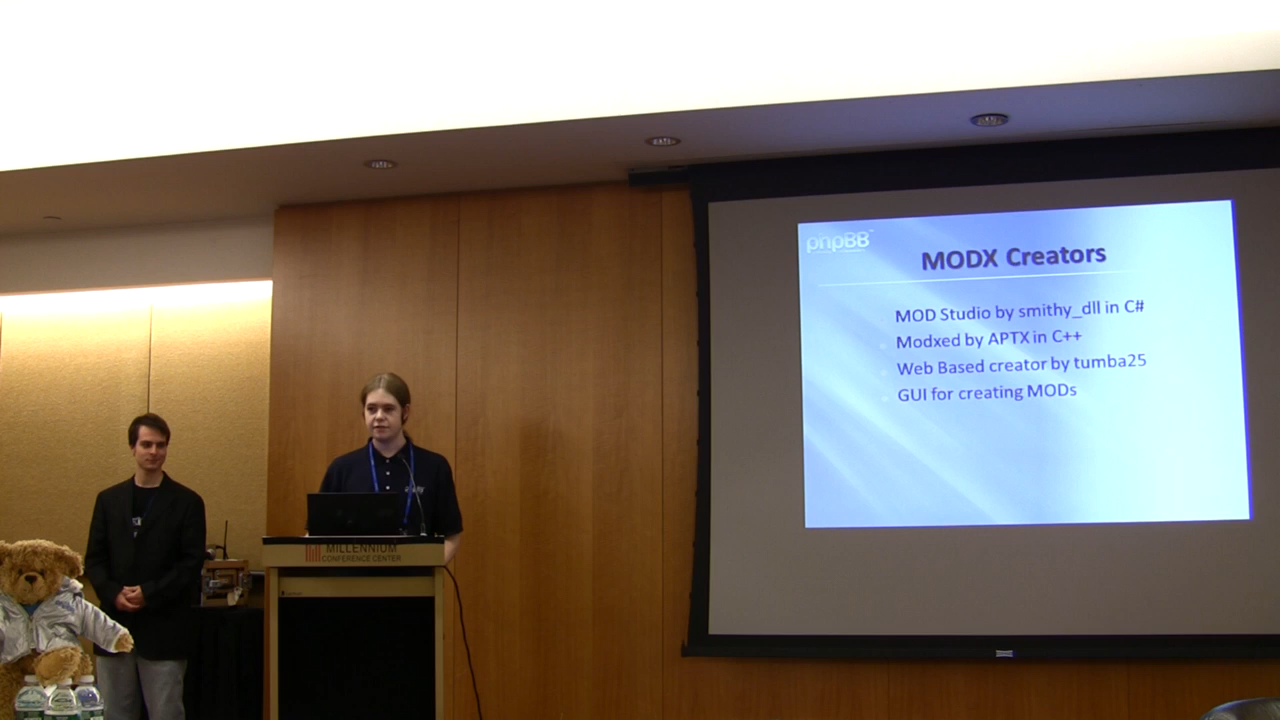 phpBB
MODX Creators
MOD Studio by smithy_dll in C#
Modxed by APTX in C++
Web Based creator by tumba25
GUI for creating MODs
MILLENNIUM
CONFERENCE CENTER